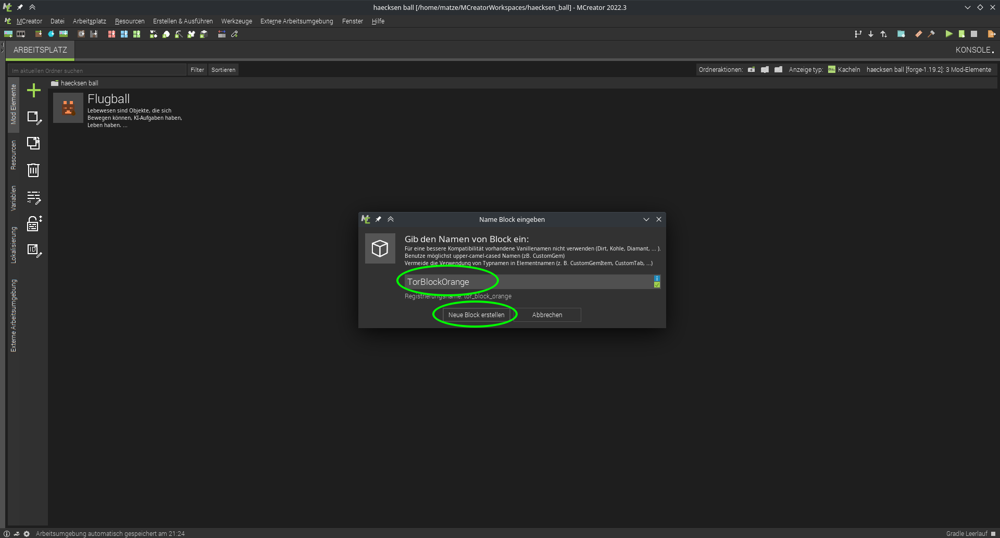 haecksen ball [/home/matze/MCreatorWorkspaces/haecksen_ball] - MCreator 2022.3
MCreator Datei Arbeitsplatz Resourcen Erstellen & Ausführen Werkzeuge Externe Arbeitsumgebung Fenster Hilfe
ARBEITSPLATZ
KONSOLE
Im aktuellen Ordner suchen Filter Sortieren
Ordneraktionen: Anzeige typ: Kacheln haecksen ball [forge-1.19.2]: 3 Mod-Elemente
haecksen ball
Mod Elemente
Resourcen
Variablen
Lokalisierung
Externe Arbeitsumgebung
ID
Flugball
Lebewesen sind Objekte, die sich
Bewegen können, KI-Aufgaben haben,
Leben haben. ...
Name Block eingeben
Gib den Namen von Block ein:
Für eine bessere Kompatibilität vorhandene Vanillenamen nicht verwenden (Dirt, Kohle, Diamant, ... ).
Benutze möglichst upper-camel-cased Namen (zB. CustomGem)
Vermeide die Verwendung von Typnamen in Elementnamen (z. B. CustomGemItem, CustomTab, ...)
TorBlockOrange
Registrierungsname: tor_block_orange
Neue Block erstellen Abbrechen
Arbeitsumgebung automatisch gespeichert am 21:24
Gradle Leerlauf